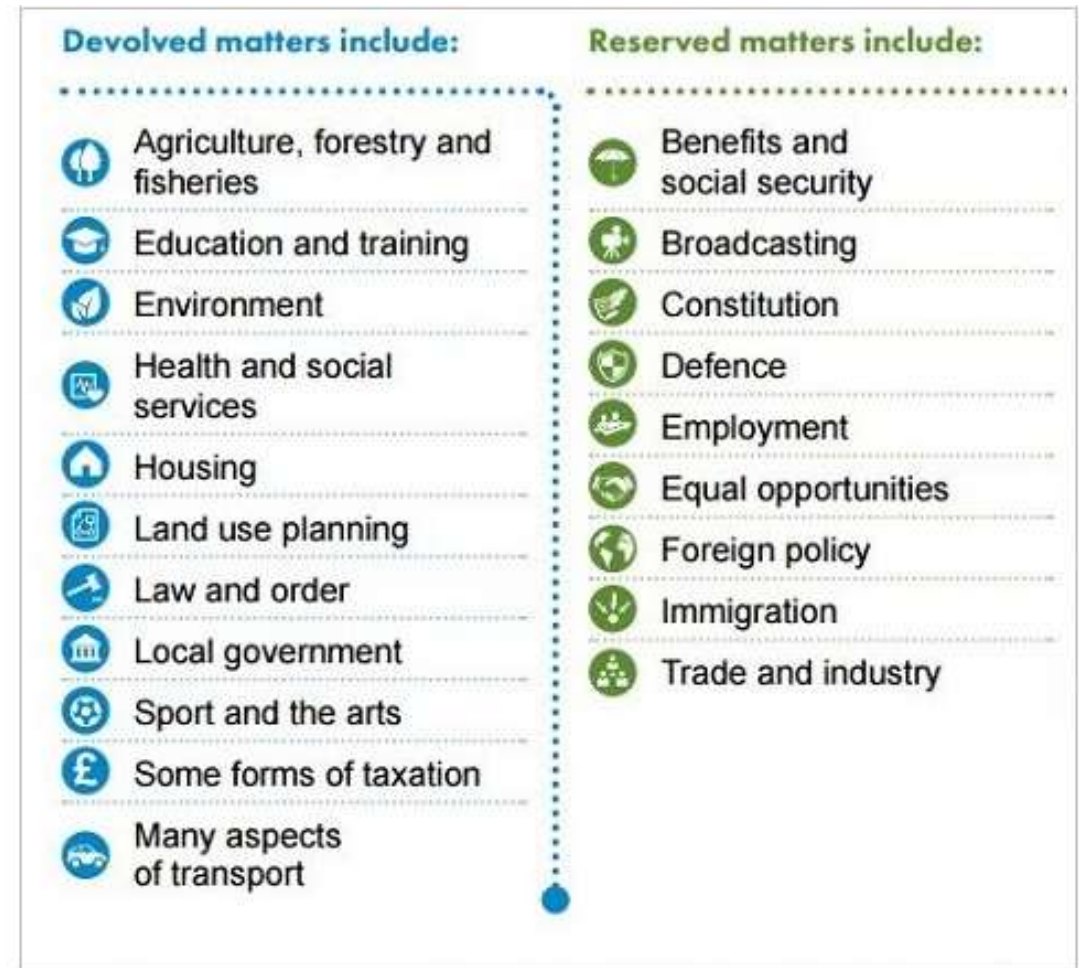 Devolved matters include:
Agriculture, forestry and
fisheries
Education and training
Environment
Health and social
services
Housing
Land use planning
Law and order
Local government
Sport and the arts
£
Some forms of taxation
Many aspects
of transport
Reserved matters include:
Benefits and
social security
Broadcasting
Constitution
Defence
Employment
Equal opportunities
Foreign policy
Immigration
Trade and industry